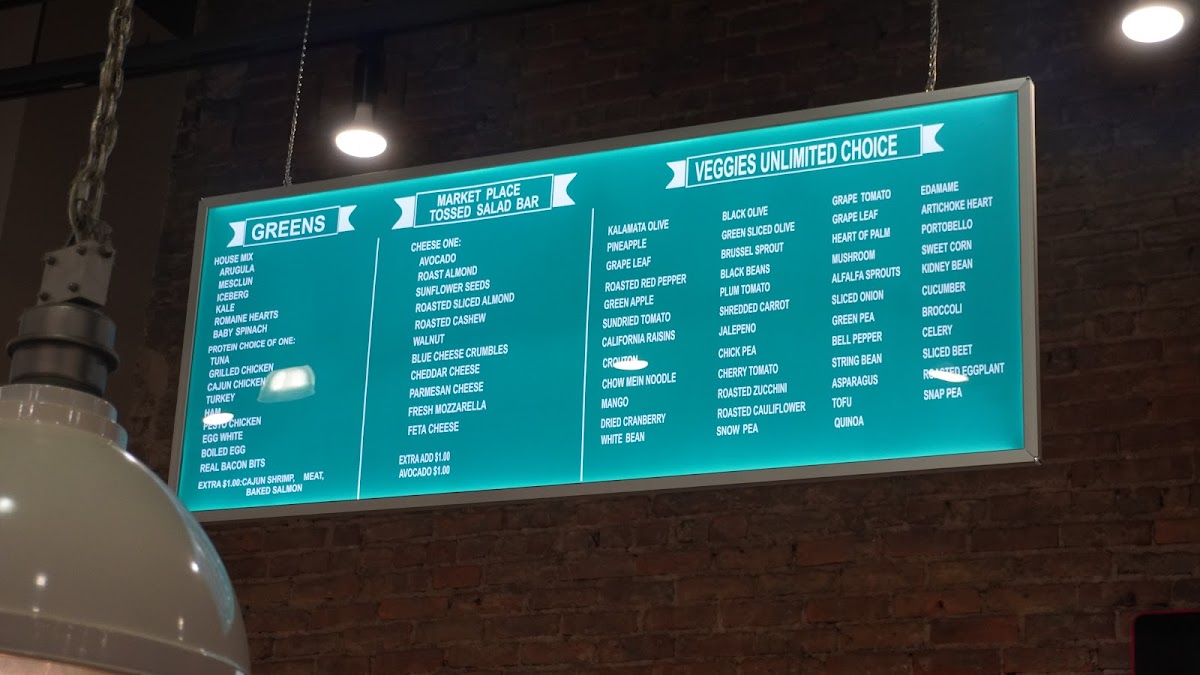 GREENS
HOUSE MIX
ARUGULA
MESCLUN
ICEBERG
KALE
ROMAINE HEARTS
BABY SPINACH
PROTEIN CHOICE OF ONE:
TUNA
GRILLED CHICKEN
CAJUN CHICKEN
TURKEY
HAM
PESTO CHICKEN
EGG WHITE
BOILED EGG
REAL BACON BITS
EXTRA $1.00:CAJUN SHRIMP, MEAT,
BAKED SALMON
MARKET PLACE
TOSSED SALAD BAR
CHEESE ONE:
AVOCADO
ROAST ALMOND
SUNFLOWER SEEDS
ROASTED SLICED ALMOND
ROASTED CASHEW
WALNUT
BLUE CHEESE CRUMBLES
CHEDDAR CHEESE
PARMESAN CHEESE
FRESH MOZZARELLA
FETA CHEESE
EXTRA ADD $1.00
AVOCADO $1.00
VEGGIES UNLIMITED CHOICE
KALAMATA OLIVE
PINEAPPLE
GRAPE LEAF
ROASTED RED PEPPER
GREEN APPLE
SUNDRIED TOMATO
CALIFORNIA RAISINS
CROUTON
CHOW MEIN NOODLE
MANGO
DRIED CRANBERRY
WHITE BEAN
BLACK OLIVE
GREEN SLICED OLIVE
BRUSSEL SPROUT
BLACK BEANS
PLUM TOMATO
SHREDDED CARROT
JALEPENO
CHICK PEA
CHERRY TOMATO
ROASTED ZUCCHINI
ROASTED CAULIFLOWER
SNOW PEA
GRAPE TOMATO
GRAPE LEAF
HEART OF PALM
MUSHROOM
ALFALFA SPROUTS
SLICED ONION
GREEN PEA
BELL PEPPER
STRING BEAN
ASPARAGUS
TOFU
QUINOA
EDAMAME
ARTICHOKE HEART
PORTOBELLO
SWEET CORN
KIDNEY BEAN
CUCUMBER
BROCCOLI
CELERY
SLICED BEET
ROASTED EGGPLANT
SNAP PEA